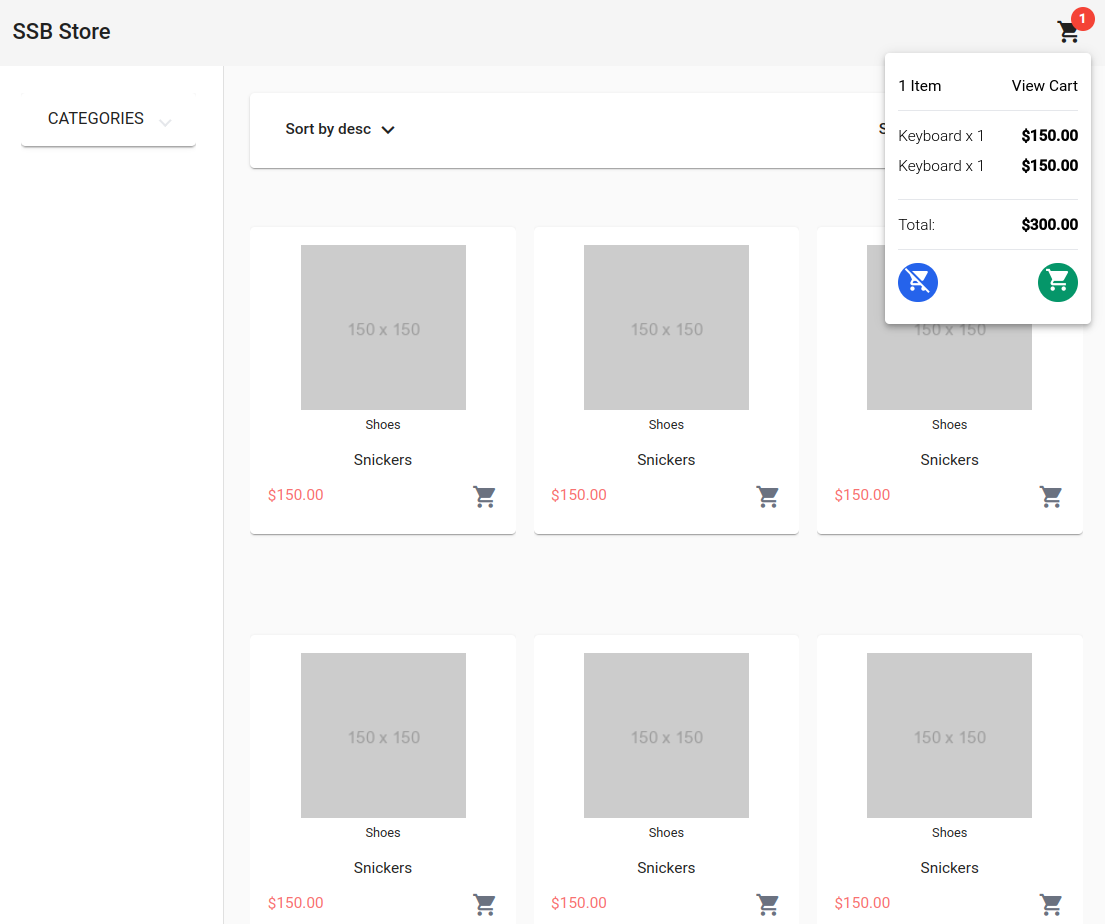 SSB Store
1
1 Item View Cart
CATEGORIES
Sort by desc
Keyboard x 1 $150.00
Keyboard x 1 $150.00
Total: $300.00
150 x 150 150 x 150 150 x 150
Shoes Shoes Shoes
Snickers Snickers Snickers
$150.00 $150.00 $150.00
150 x 150 150 x 150 150 x 150
Shoes Shoes Shoes
Snickers Snickers Snickers
$150.00 $150.00 $150.00